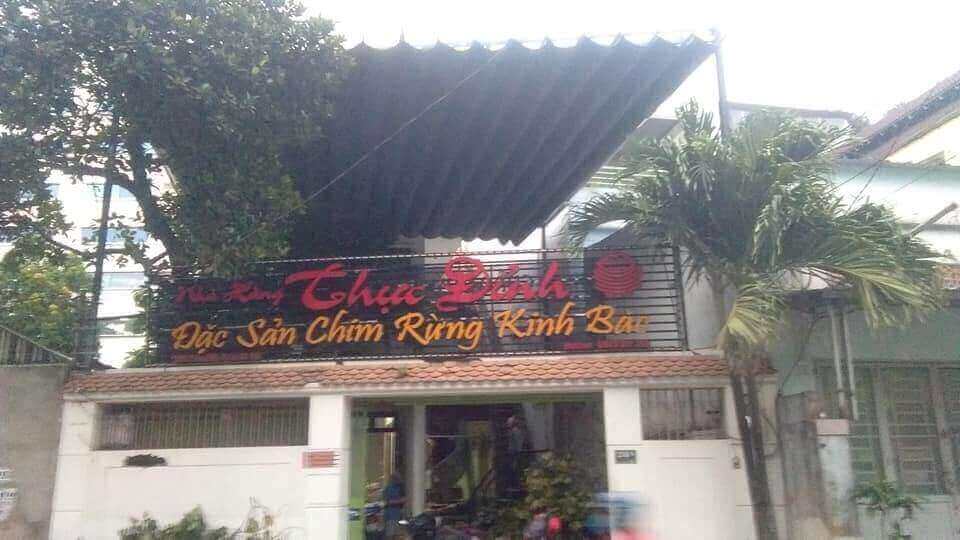 Nhà Hàng Thực Đỉnh
Đặc Sản Chim Rừng Kinh Bắc